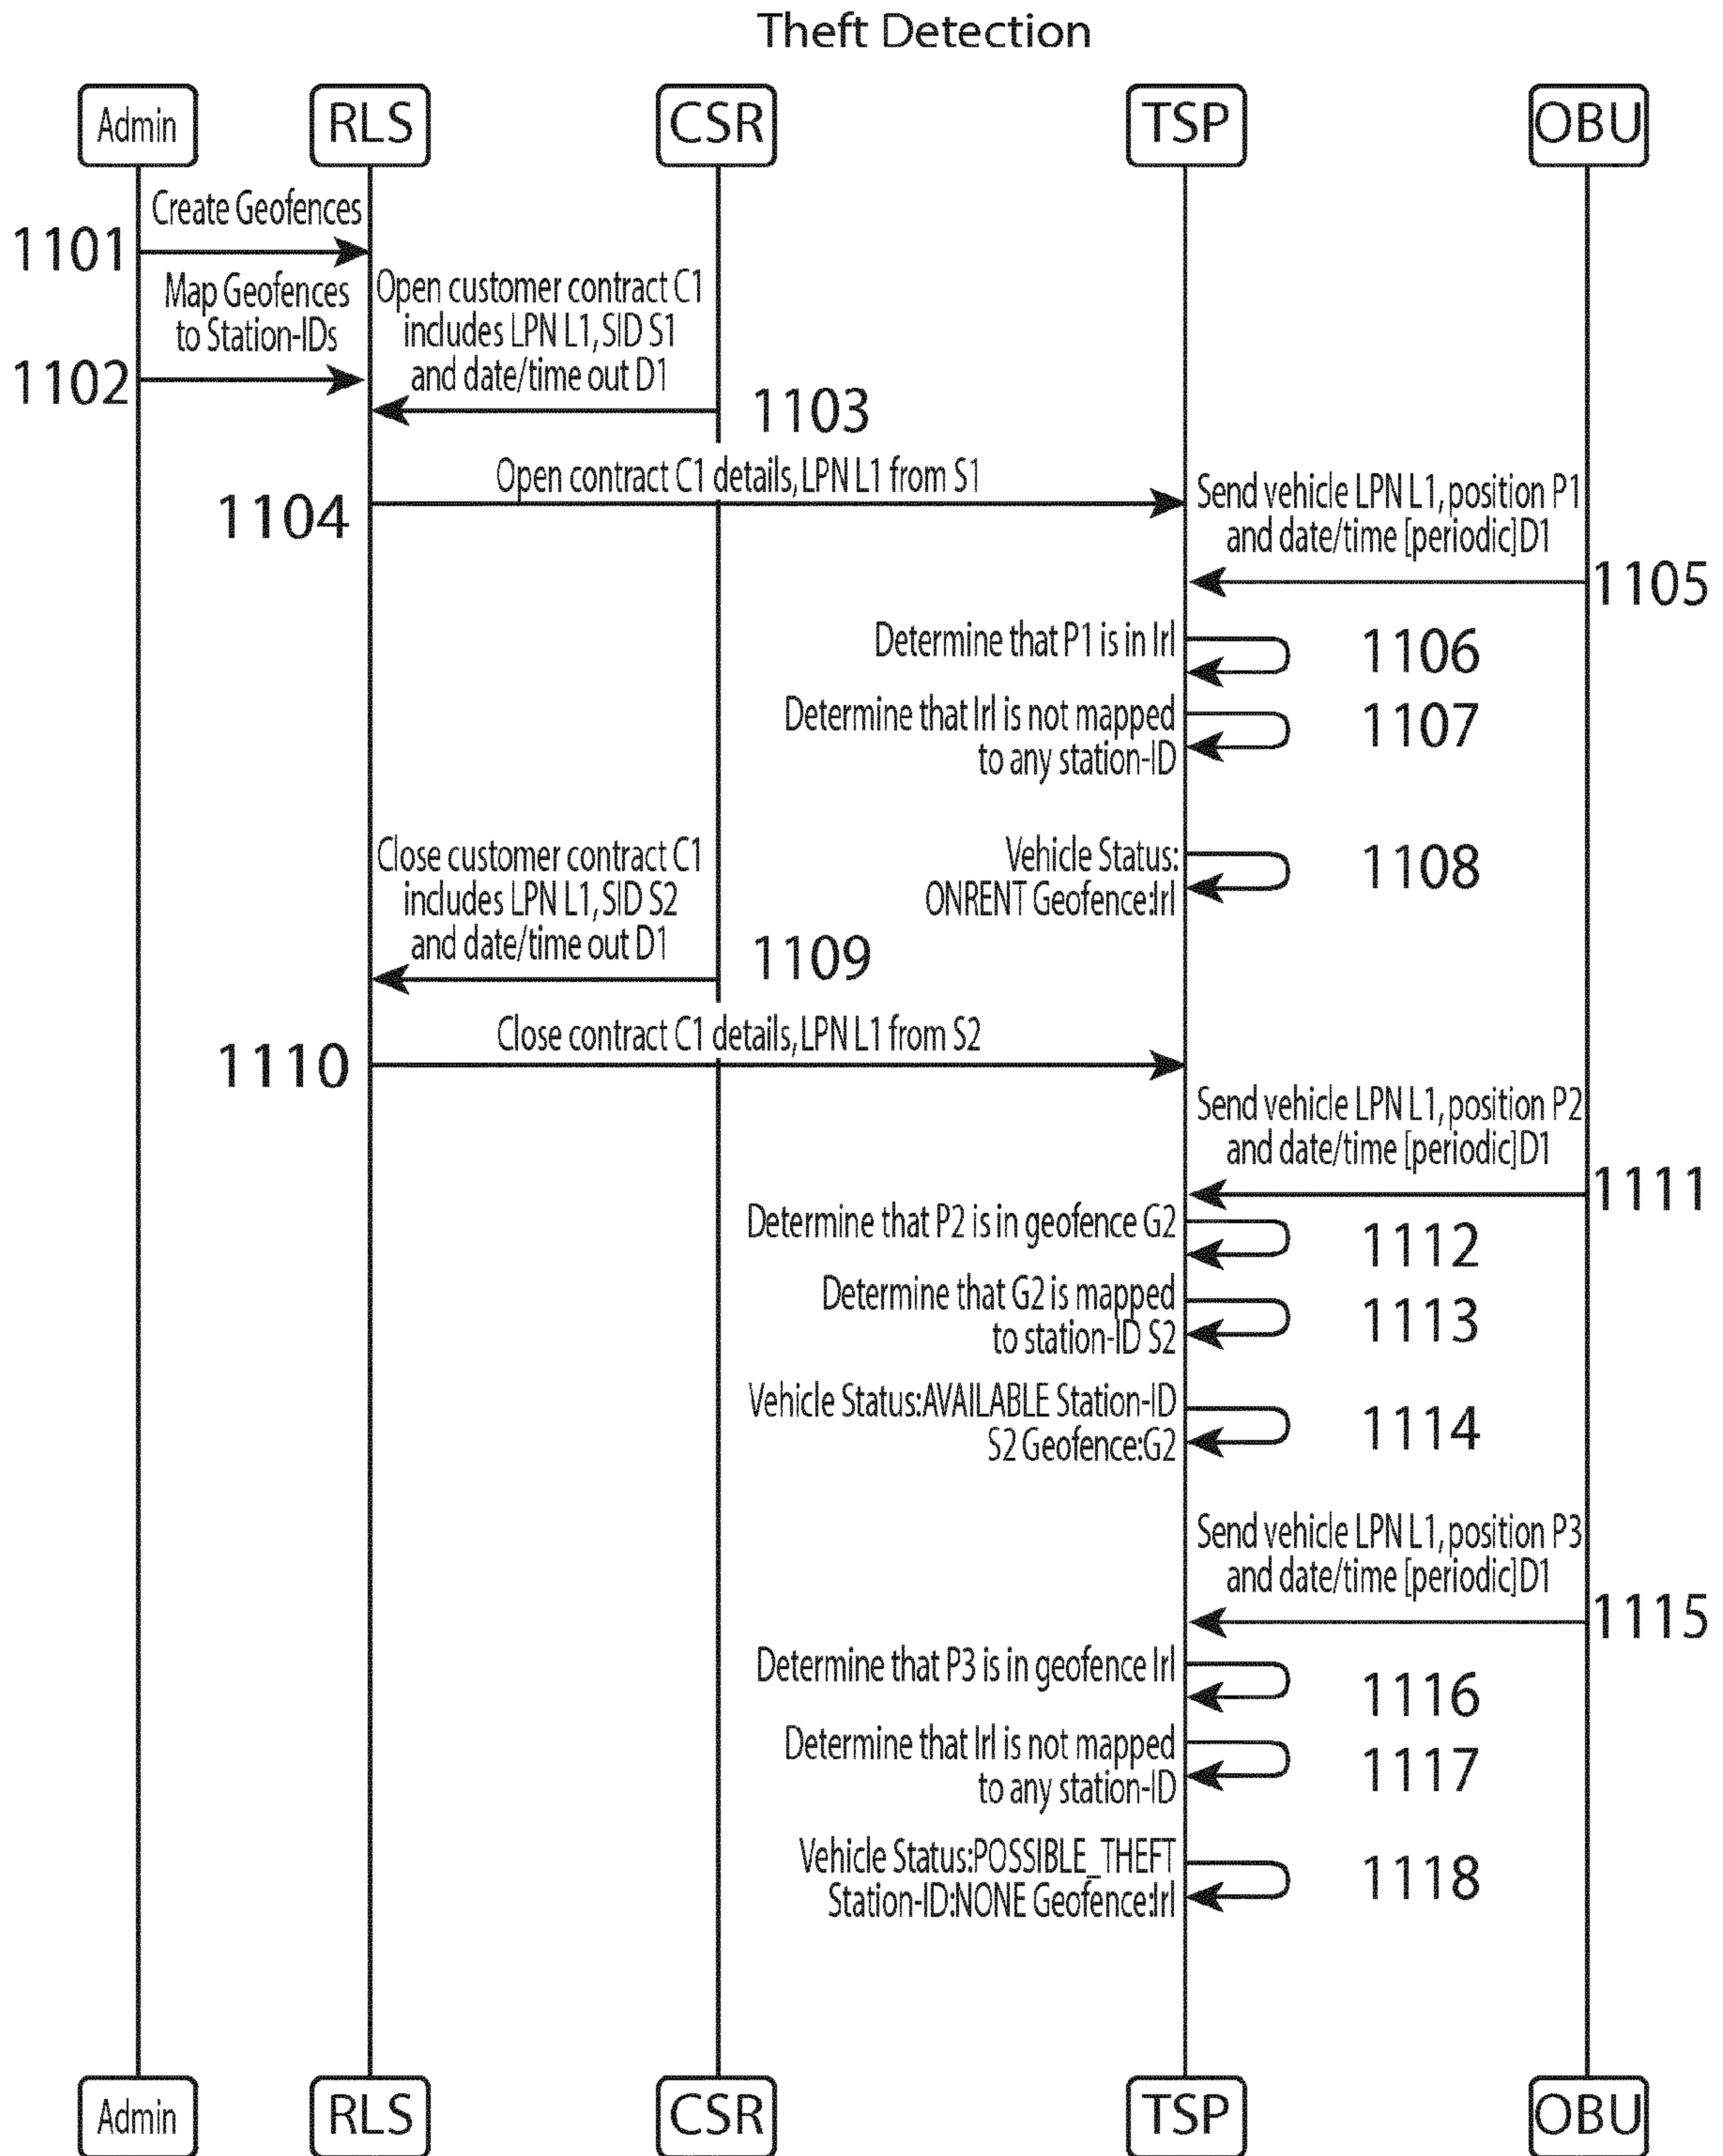 Theft Detection
Admin
RLS
CSR
TSP
OBU
Create Geofences
1101
Map Geofences
to Station-IDs
1102
Open customer contract C1
includes LPN L1, SID S1
and date/time out D1
1103
Open contract C1 details, LPN L1 from S1
1104
Send vehicle LPN L1, position P1
and date/time [periodic]D1
1105
Determine that P1 is in Irl
1106
Determine that Irl is not mapped
to any station-ID
1107
Vehicle Status:
ONRENT Geofence:Irl
1108
Close customer contract C1
includes LPN L1, SID S2
and date/time out D1
1109
Close contract C1 details, LPN L1 from S2
1110
Send vehicle LPN L1, position P2
and date/time [periodic]D1
1111
Determine that P2 is in geofence G2
1112
Determine that G2 is mapped
to station-ID S2
1113
Vehicle Status:AVAILABLE Station-ID
S2 Geofence:G2
1114
Send vehicle LPN L1, position P3
and date/time [periodic]D1
1115
Determine that P3 is in geofence Irl
1116
Determine that Irl is not mapped
to any station-ID
1117
Vehicle Status:POSSIBLE_THEFT
Station-ID:NONE Geofence:Irl
1118
Admin
RLS
CSR
TSP
OBU